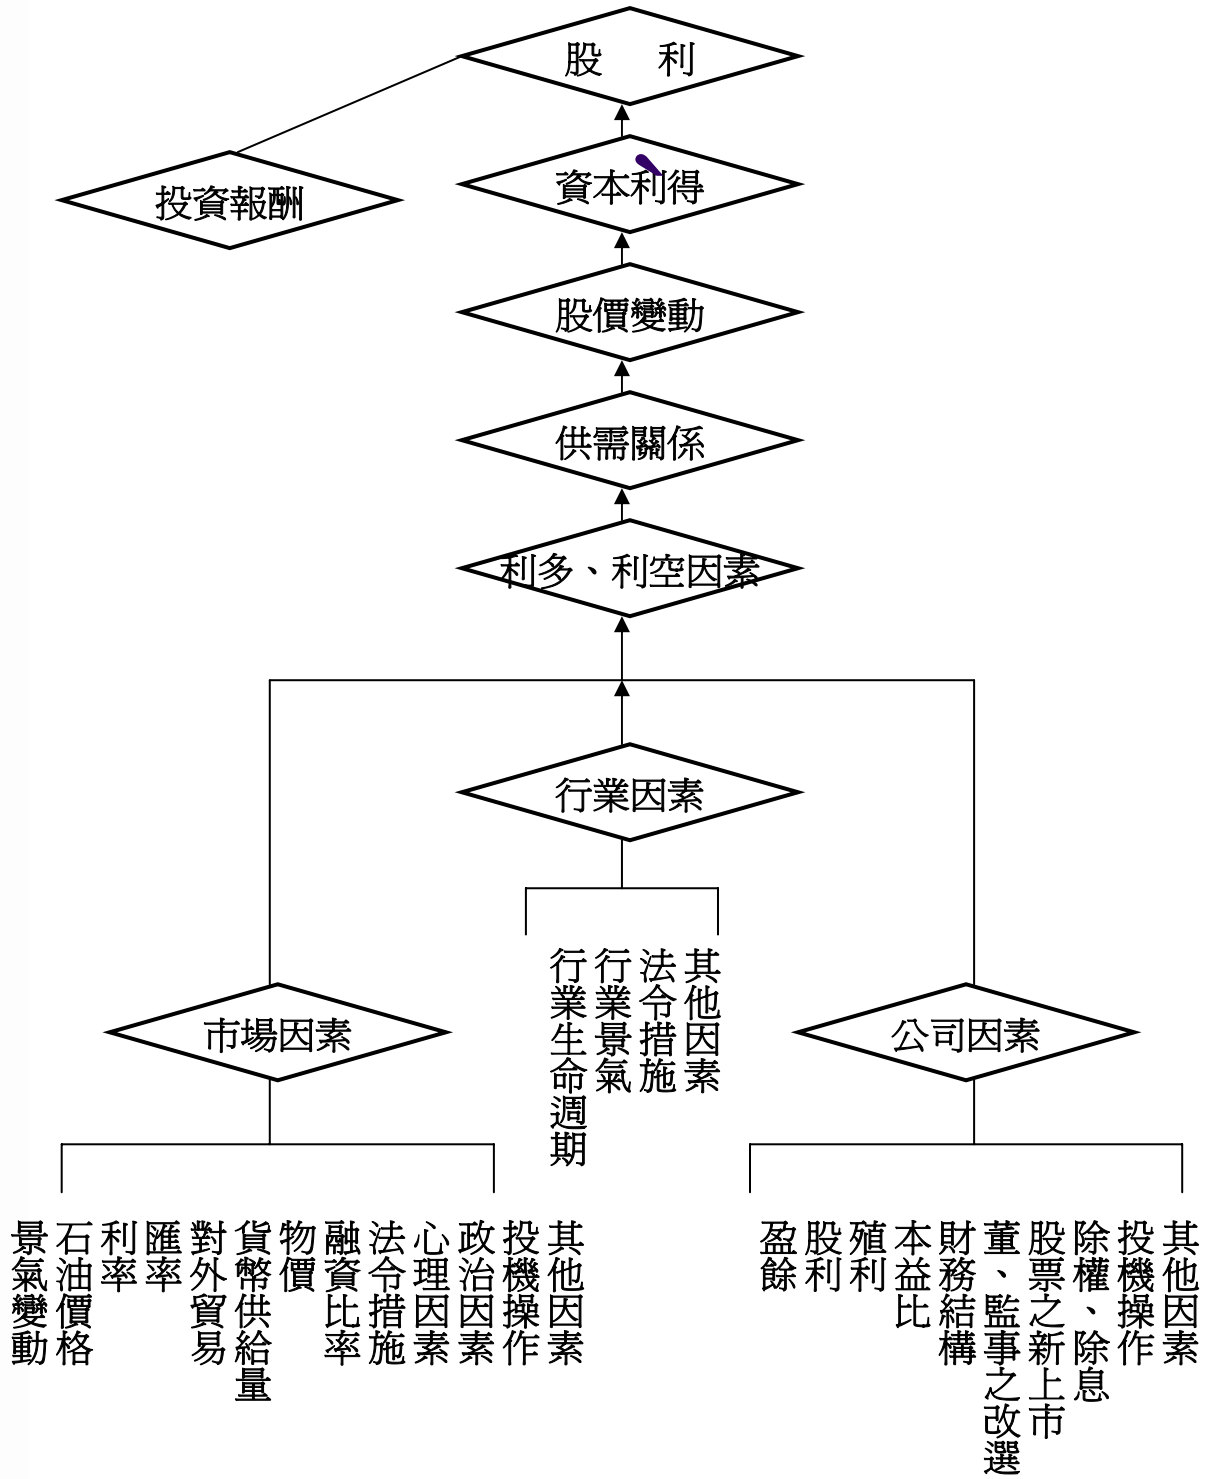 股 利
投資報酬
資本利得
股價變動
供需關係
利多、利空因素
行業因素
行業生命週期
行業景氣
法令措施
其他因素
市場因素
公司因素
景氣變動
石油價格
利率
匯率
對外貿易
貨幣供給量
物價
融資比率
法令措施
心理因素
政治因素
投機操作
其他因素
盈餘
股利
殖利
本益比
財務結構
董、監事之改選
股票之新上市
除權、除息
投機操作
其他因素